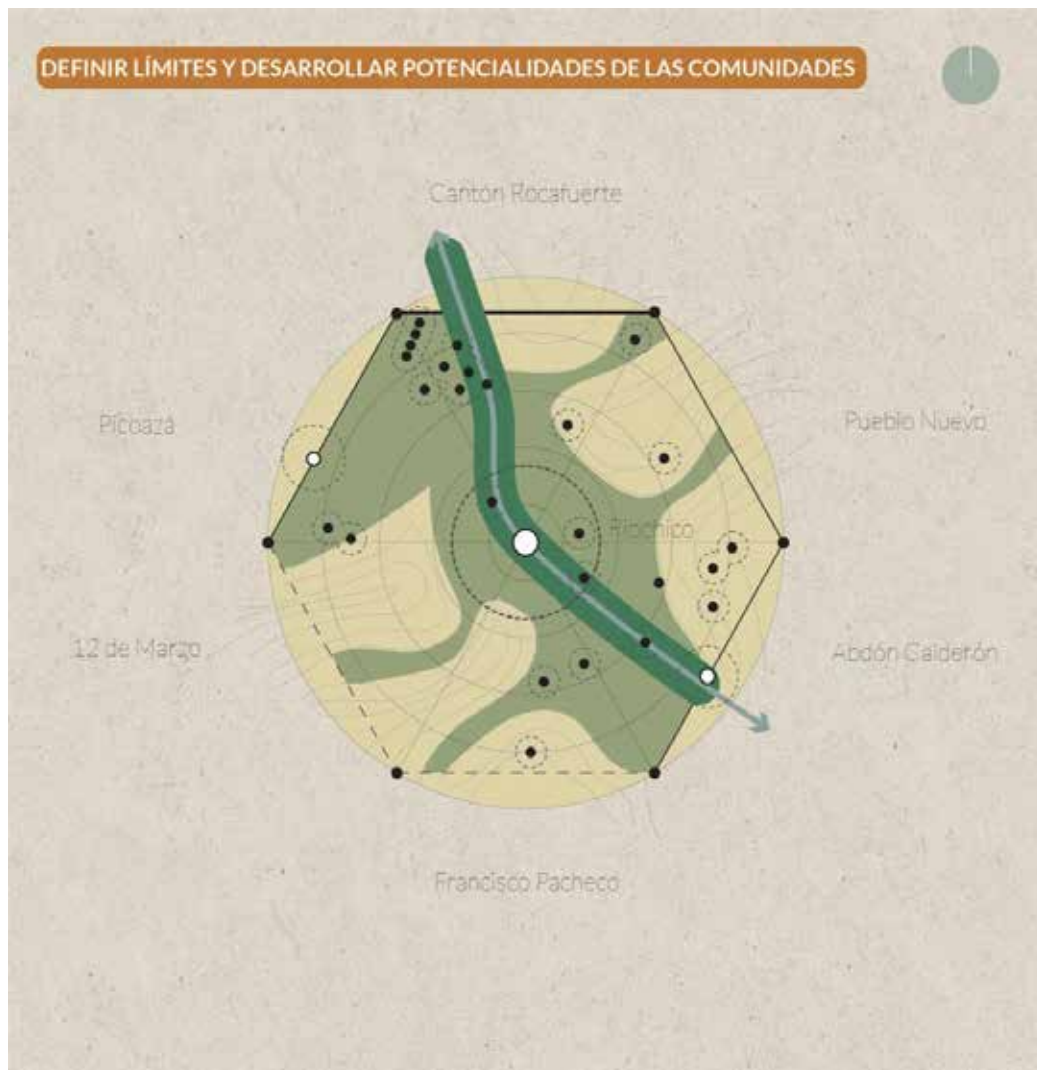 DEFINIR LÍMITES Y DESARROLLAR POTENCIALIDADES DE LAS COMUNIDADES
Cantón Rocafuerte
Picoazá
Pueblo Nuevo
Riochico
12 de Marzo
Abdón Calderón
Francisco Pacheco